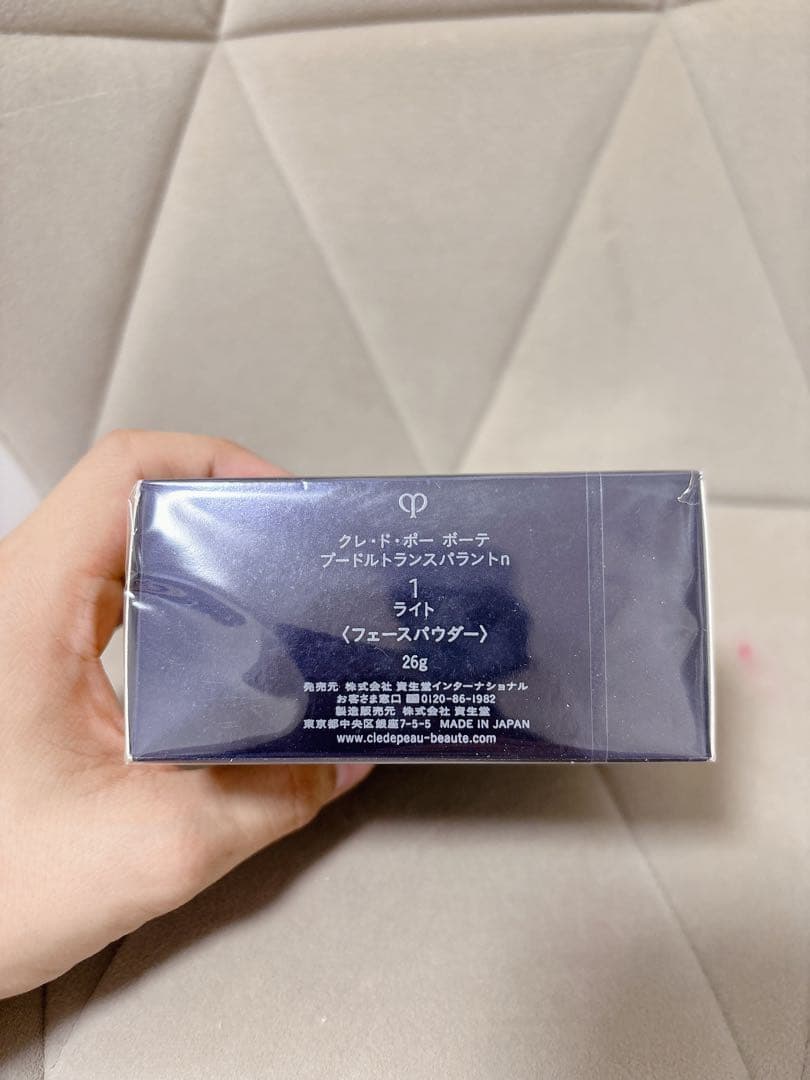 クレ・ド・ポー ボーテ
プードルトランスパラントn
1
ライト
〈フェースパウダー〉
26g
発売元 株式会社 資生堂インターナショナル
お客さま窓口 0120-86-1982
製造販売元 株式会社 資生堂
東京都中央区銀座7-5-5 MADE IN JAPAN
www.cledepeau-beaute.com